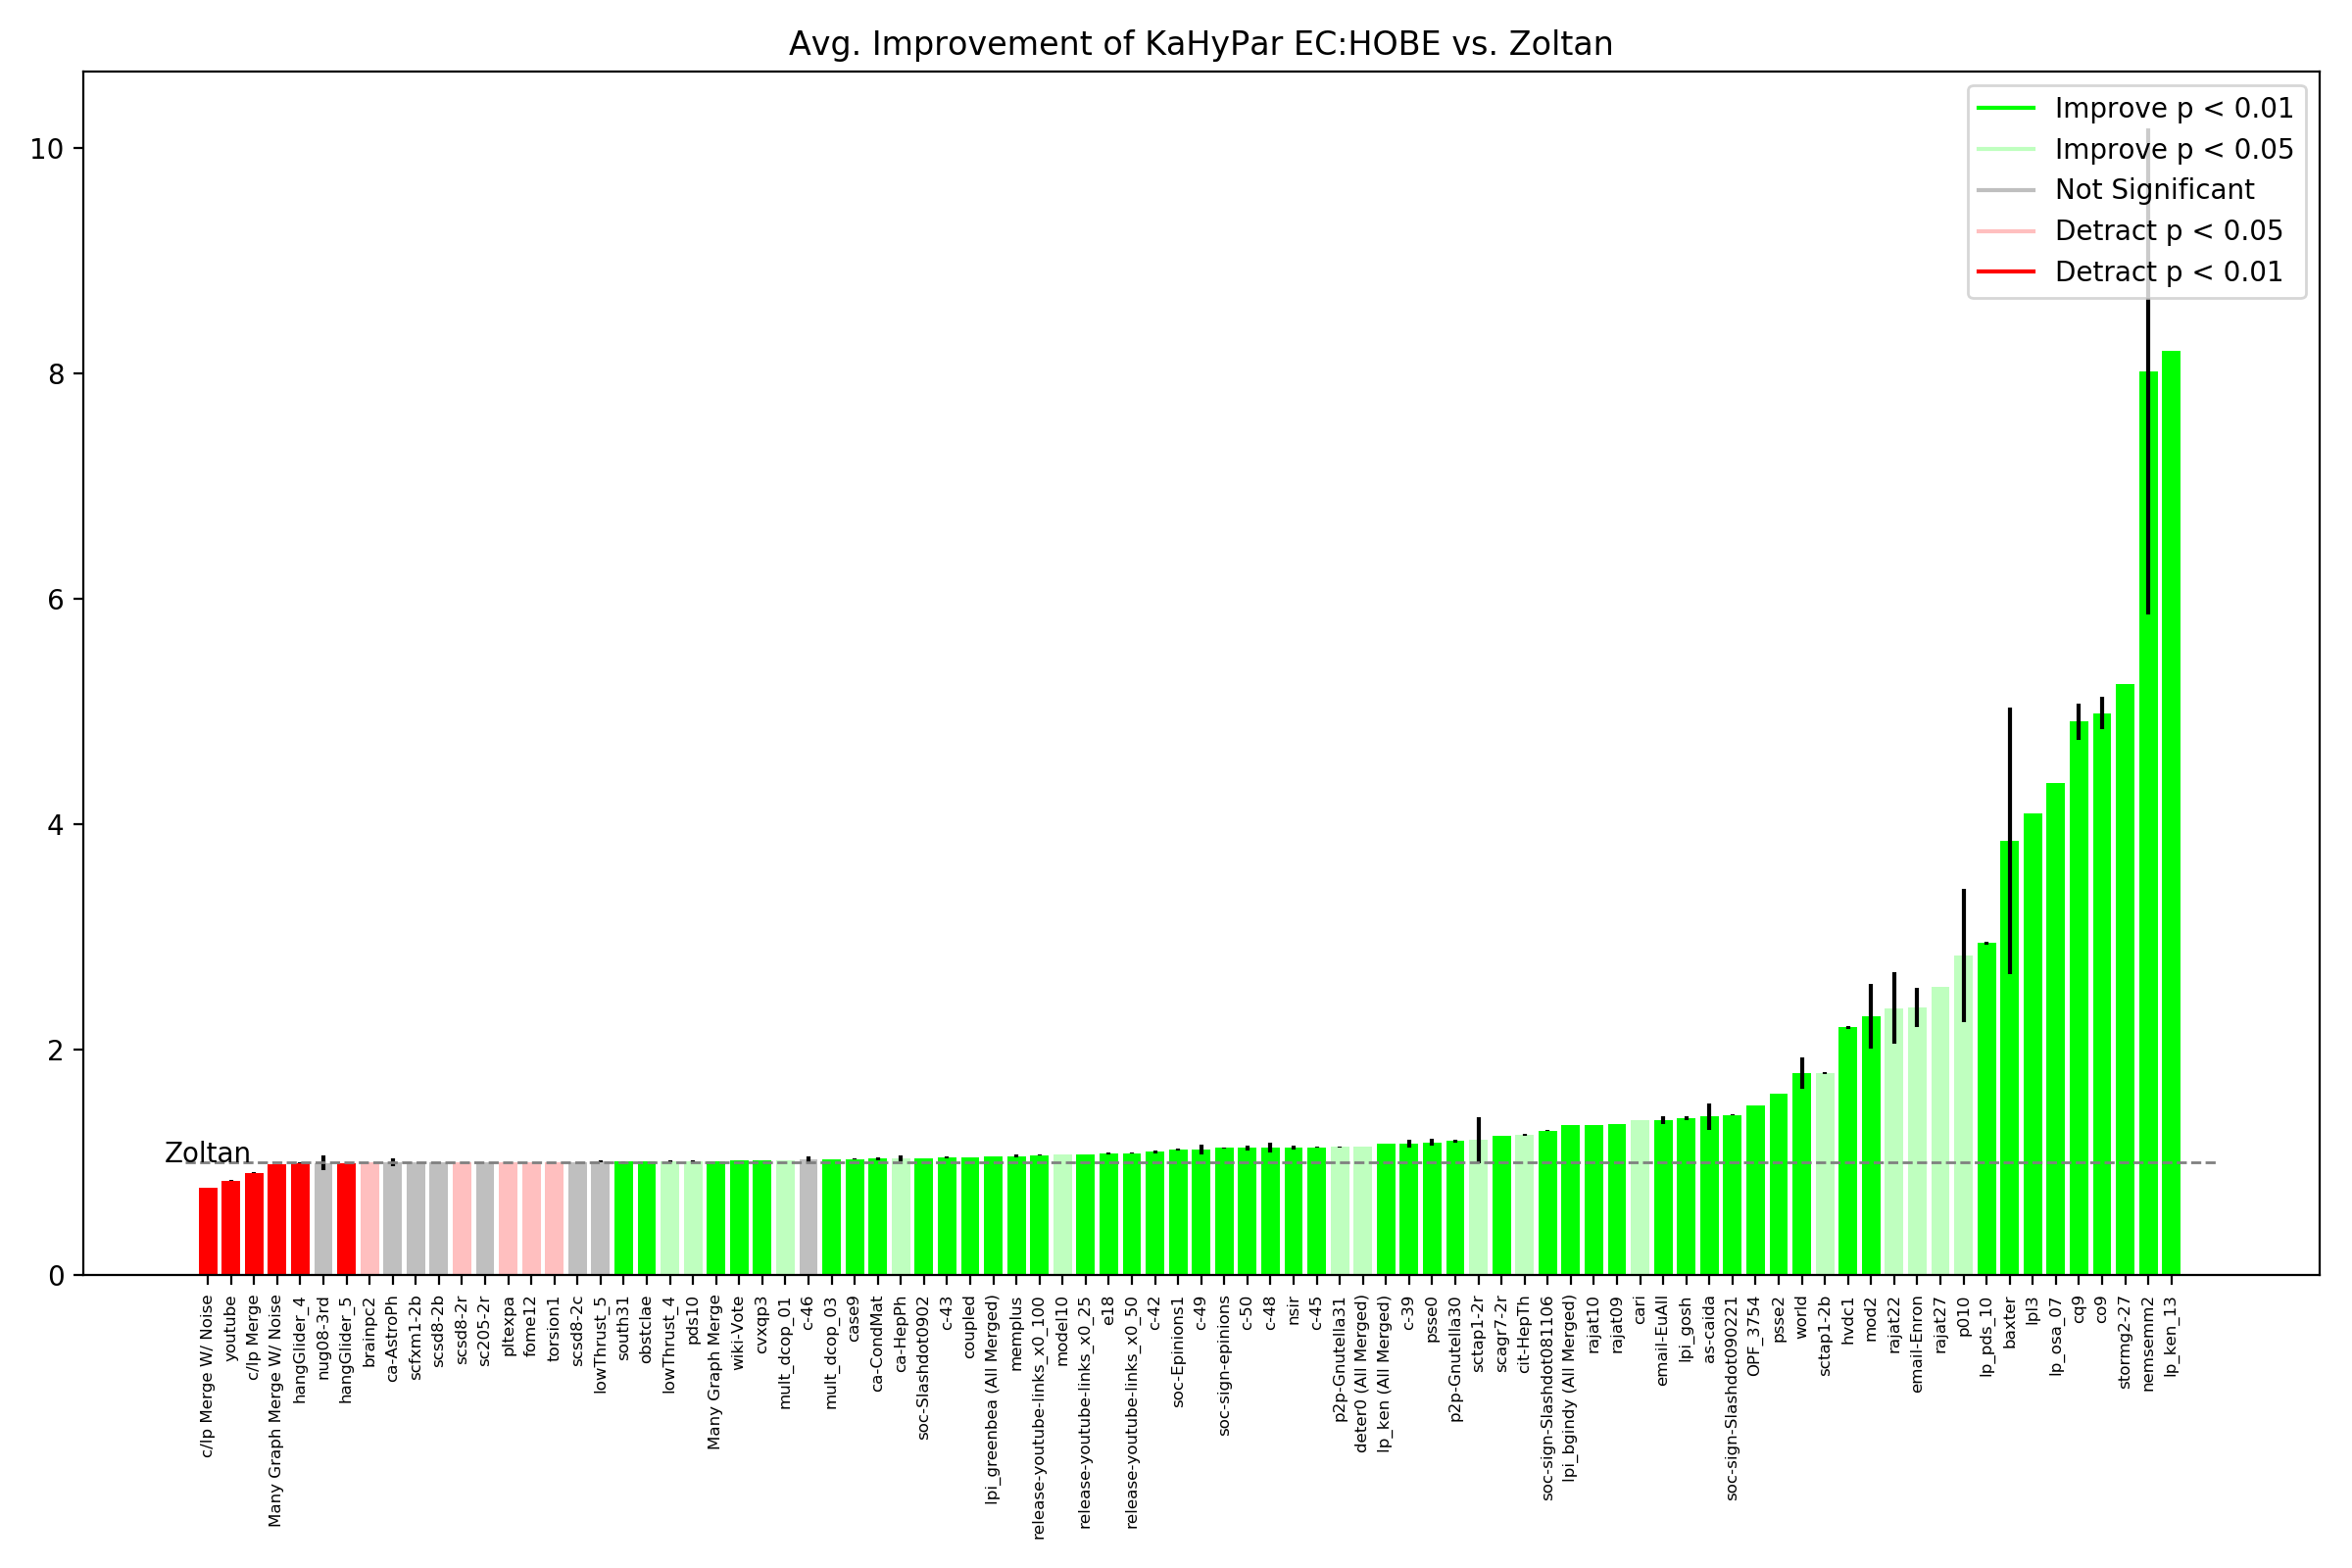 Avg. Improvement of KaHyPar EC:HOBE vs. Zoltan
Improve p < 0.01
Improve p < 0.05
Not Significant
Detract p < 0.05
Detract p < 0.01
10
8
6
4
2
0
Zoltan
c/lp Merge W/ Noise
youtube
c/lp Merge
Many Graph Merge W/ Noise
hangGlider_4
nug08-3rd
hangGlider_5
brainpc2
ca-AstroPh
scfxm1-2b
scsd8-2b
scsd8-2r
sc205-2r
pltexpa
fome12
torsion1
scsd8-2c
lowThrust_5
south31
obstclae
lowThrust_4
pds10
Many Graph Merge
wiki-Vote
cvxqp3
mult_dcop_01
c-46
mult_dcop_03
case9
ca-CondMat
ca-HepPh
soc-Slashdot0902
c-43
coupled
lpi_greenbea (All Merged)
memplus
release-youtube-links_x0_100
model10
release-youtube-links_x0_25
e18
release-youtube-links_x0_50
c-42
soc-Epinions1
c-49
soc-sign-epinions
c-50
c-48
nsir
c-45
p2p-Gnutella31
deter0 (All Merged)
lp_ken (All Merged)
c-39
psse0
p2p-Gnutella30
sctap1-2r
scagr7-2r
cit-HepTh
soc-sign-Slashdot081106
lpi_bgindy (All Merged)
rajat10
rajat09
cari
email-EuAll
lpi_gosh
as-caida
soc-sign-Slashdot090221
OPF_3754
psse2
world
sctap1-2b
hvdc1
mod2
rajat22
email-Enron
rajat27
p010
lp_pds_10
baxter
lpl3
lp_osa_07
cq9
co9
stormg2-27
nemsemm2
lp_ken_13